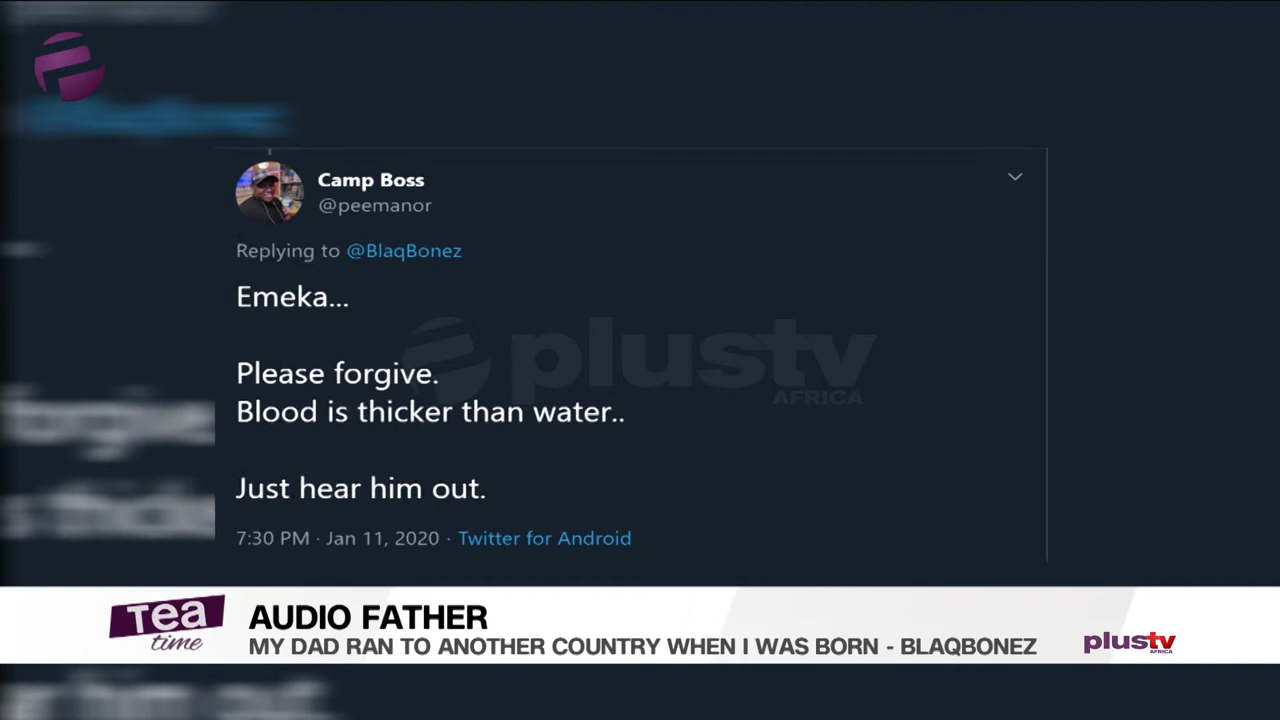 Camp Boss
@peemanor
Replying to @BlaqBonez
Emeka...
Please forgive.
Blood is thicker than water..
Just hear him out.
7:30 PM · Jan 11, 2020 · Twitter for Android
plustv
AFRICA
Tea
time
AUDIO FATHER
MY DAD RAN TO ANOTHER COUNTRY WHEN I WAS BORN - BLAQBONEZ
plustv
AFRICA